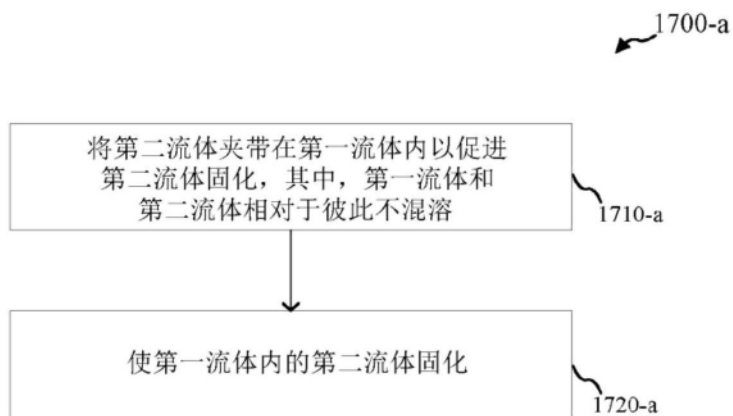 1700-a
将第二流体夹带在第一流体内以促进
第二流体固化，其中，第一流体和
第二流体相对于彼此不混溶
1710-a
使第一流体内的第二流体固化
1720-a